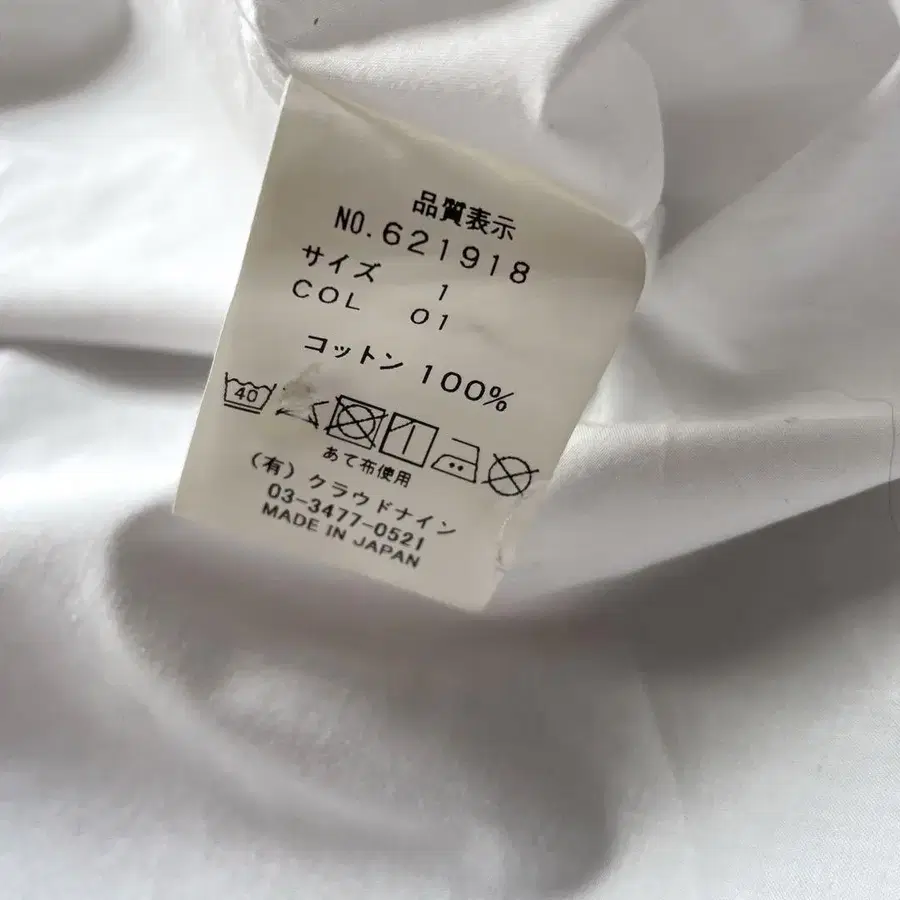 品質表示
NO.621918
サイズ 1
COL 01
コットン 100%
40
あて布使用
(有)クラウドナイン
03-3477-0521
MADE IN JAPAN